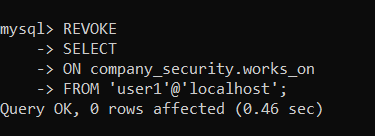 mysql> REVOKE
    -> SELECT
    -> ON company_security.works_on
    -> FROM 'user1'@'localhost';
Query OK, 0 rows affected (0.46 sec)